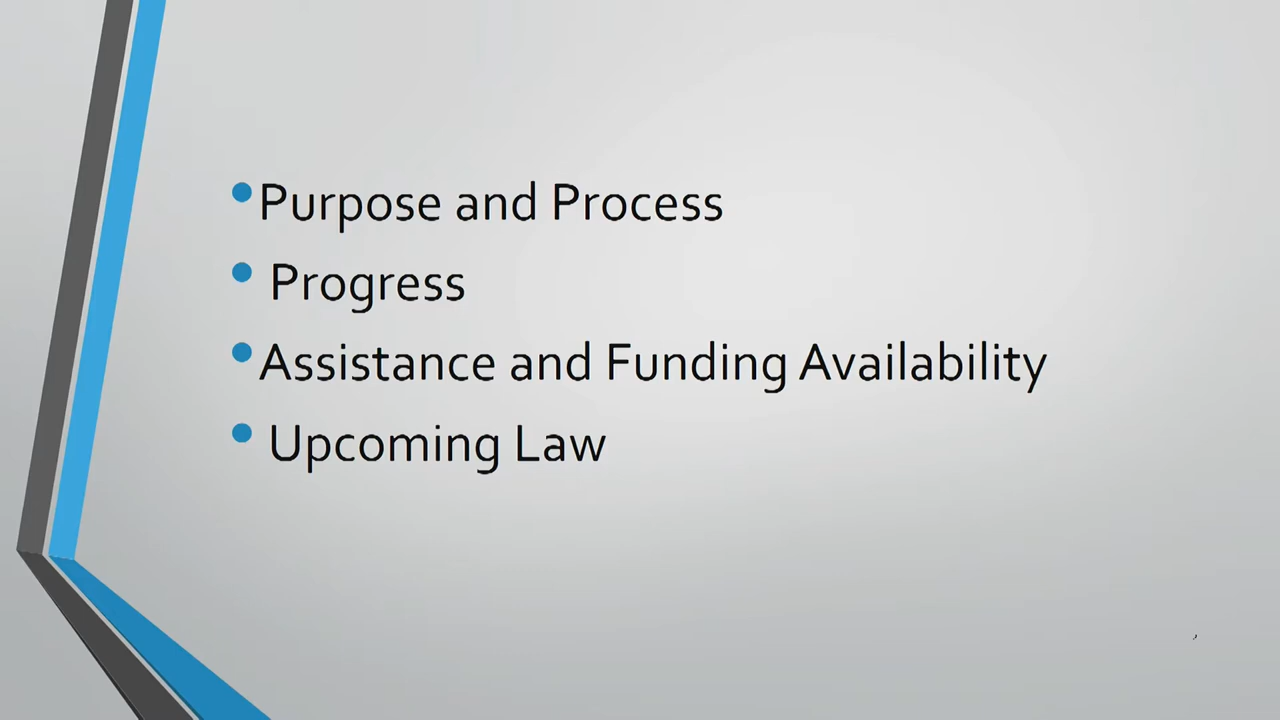 •Purpose and Process
• Progress
•Assistance and Funding Availability
• Upcoming Law